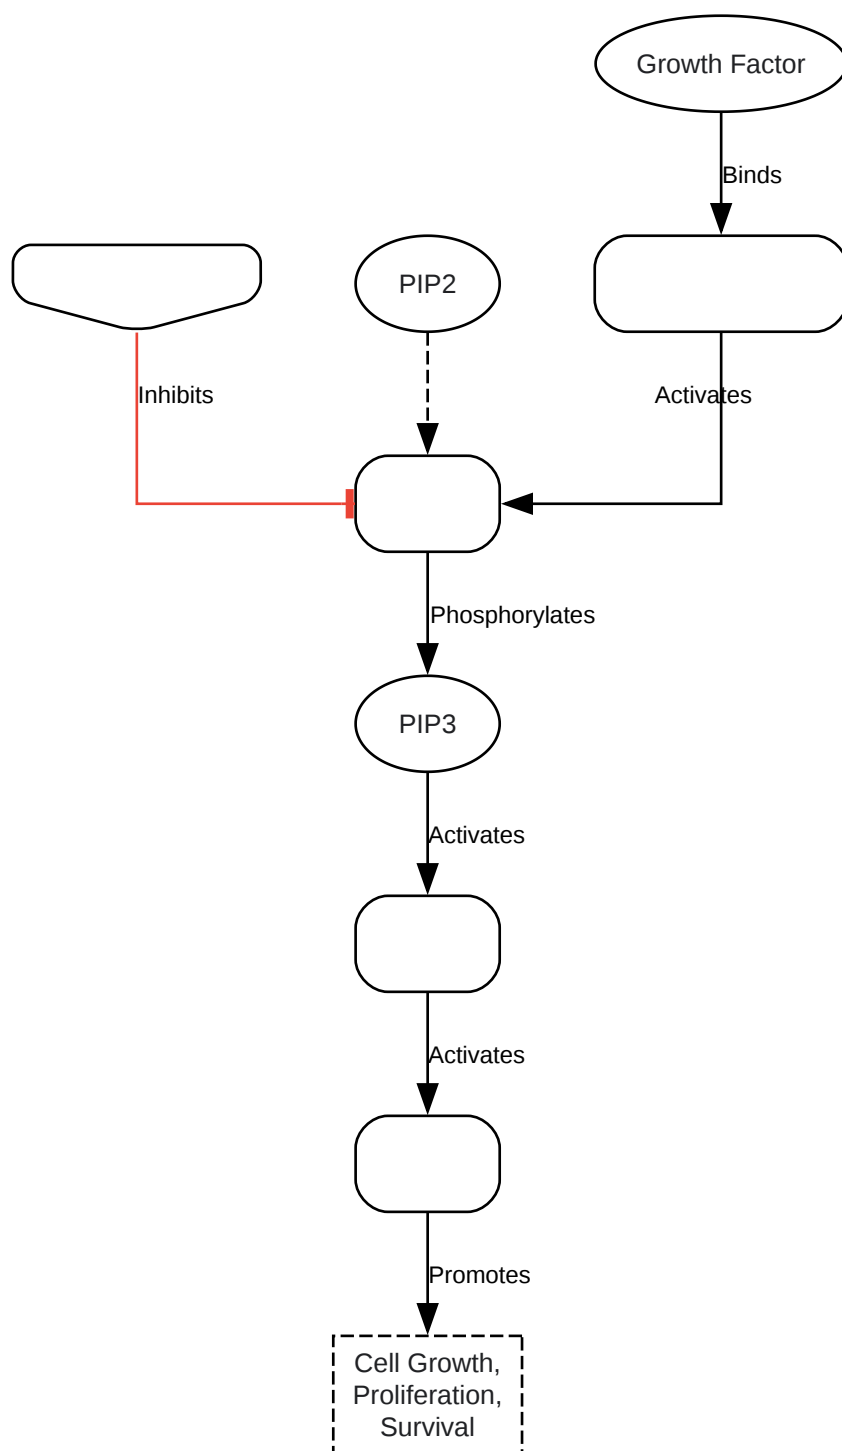 Growth Factor
Binds
PIP2
Inhibits
Activates
Phosphorylates
PIP3
Activates
Activates
Promotes
Cell Growth,
Proliferation,
Survival